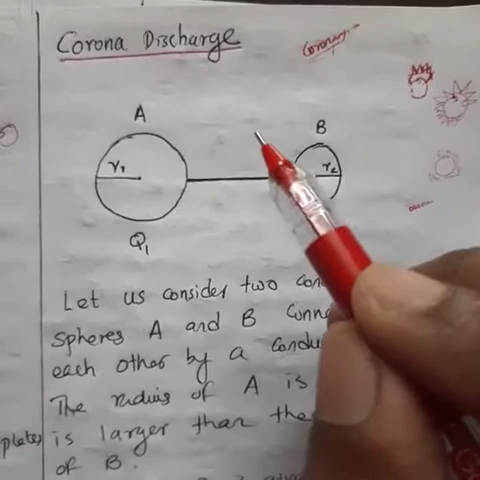 Corona Discharge
A
B
r₁
r₂
Q₁
Let us consider two
Spheres A and B
each other by a
The radius of A is
plates is larger than the
of B.